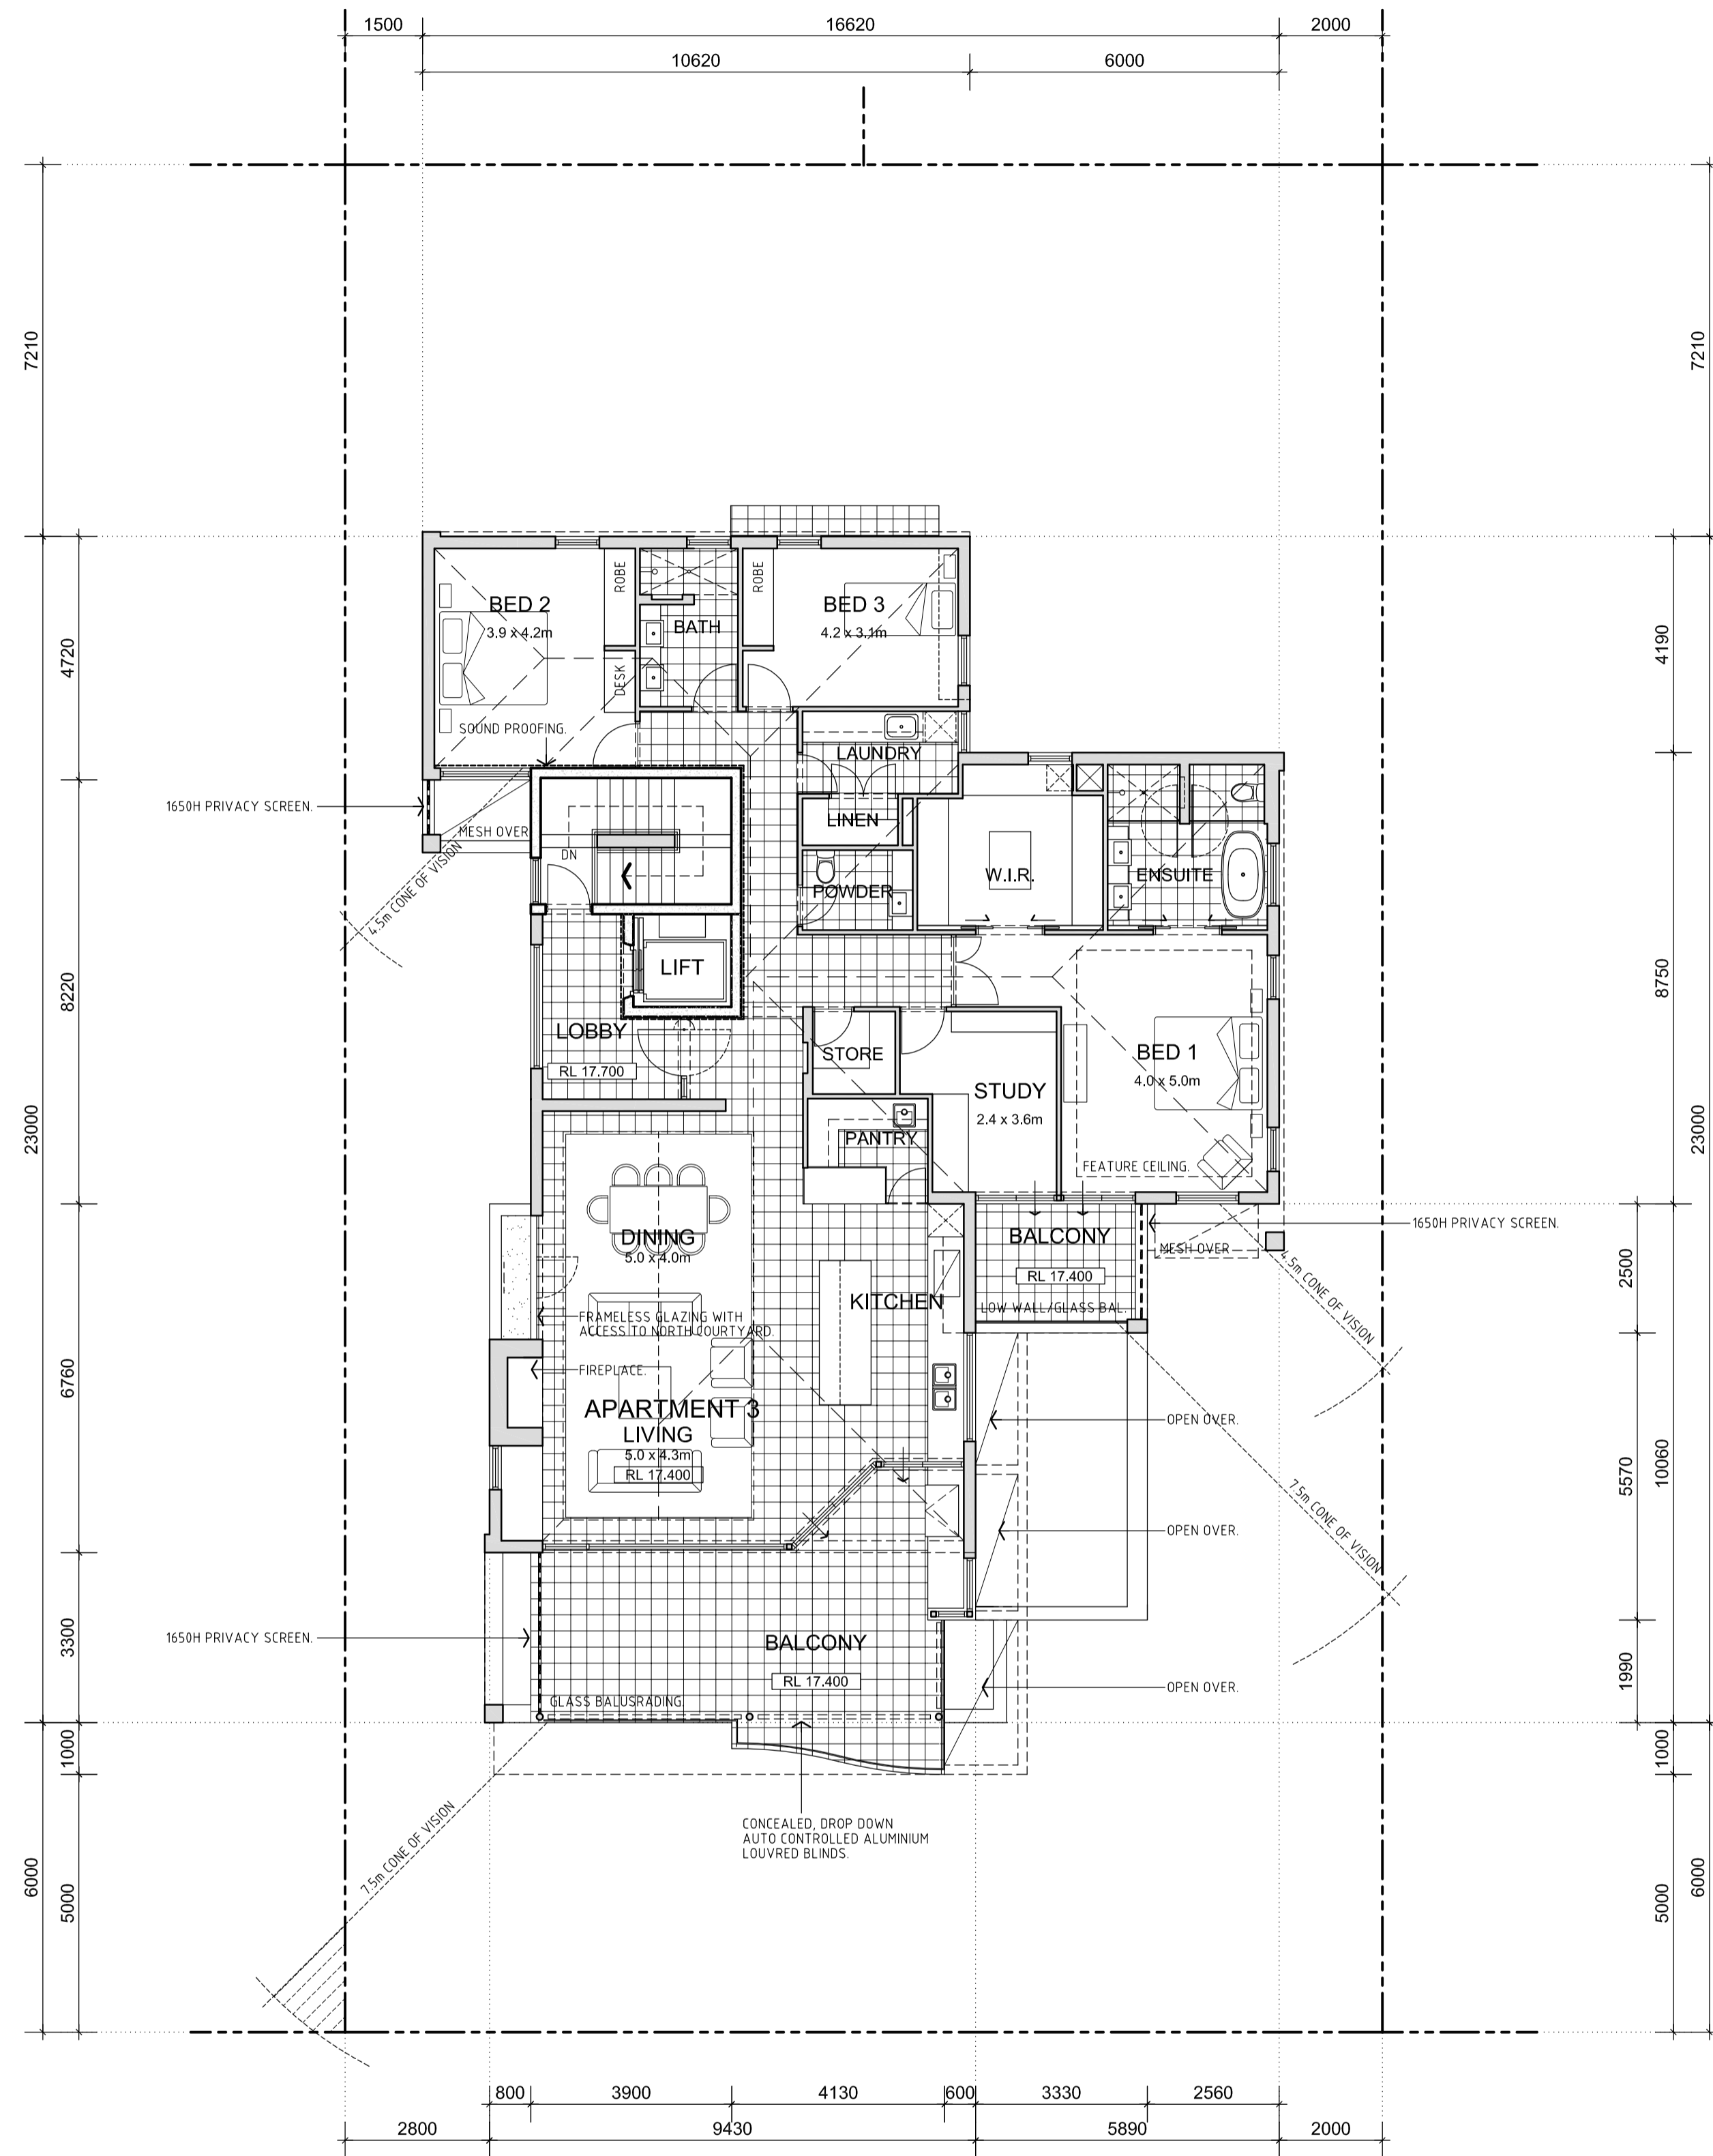 1500
16620
2000
10620
6000
7210
7210
ROBE
ROBE
BED 2
3.9 x 4.2m
BATH
BED 3
4.2 x 3.1m
4720
4190
DESK
SOUND PROOFING.
LAUNDRY
1650H PRIVACY SCREEN.
MESH OVER
LINEN
DN
4.5m CONE OF VISION
W.I.R.
ENSUITE
POWDER
LIFT
8220
8750
LOBBY
RL 17.700
STORE
BED 1
4.0 x 5.0m
STUDY
2.4 x 3.6m
23000
23000
PANTRY
FEATURE CEILING.
1650H PRIVACY SCREEN.
DINING
5.0 x 4.0m
BALCONY
MESH OVER
RL 17.400
2500
KITCHEN
LOW WALL/GLASS BAL.
4.5m CONE OF VISION
FRAMELESS GLAZING WITH
ACCESS TO NORTH COURTYARD.
6760
FIREPLACE.
APARTMENT 3
LIVING
5.0 x 4.3m
RL 17.400
OPEN OVER.
5570
10060
7.5m CONE OF VISION
OPEN OVER.
3300
1650H PRIVACY SCREEN.
BALCONY
RL 17.400
GLASS BALUSRADING.
OPEN OVER.
1990
1000
1000
CONCEALED, DROP DOWN
AUTO CONTROLLED ALUMINIUM
LOUVRED BLINDS.
7.5m CONE OF VISION
6000
5000
5000
6000
800
3900
4130
600
3330
2560
2800
9430
5890
2000